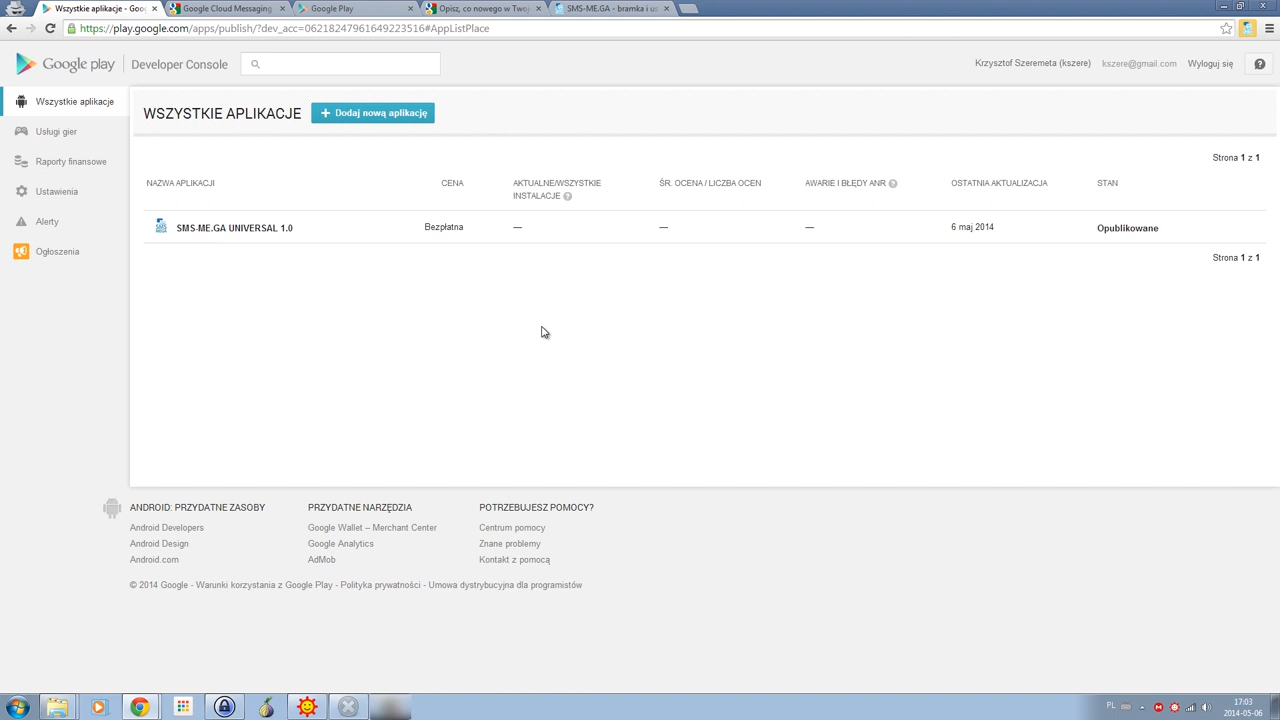 Wszystkie aplikacje - Goo
Google Cloud Messaging
Google Play
Opisz, co nowego w Twoj
SMS-ME.GA - bramka i us
https://play.google.com/apps/publish/?dev_acc=06218247961649223516#AppListPlace
Google play Developer Console
Krzysztof Szeremeta (kszere) kszere@gmail.com Wyloguj się
Wszystkie aplikacje
Usługi gier
Raporty finansowe
Ustawienia
Alerty
Ogłoszenia
WSZYSTKIE APLIKACJE
Dodaj nową aplikację
Strona 1 z 1
NAZWA APLIKACJI CENA AKTUALNE/WSZYSTKIE INSTALACJE ŚR. OCENA / LICZBA OCEN AWARIE I BŁĘDY ANR OSTATNIA AKTUALIZACJA STAN
SMS-ME.GA UNIVERSAL 1.0 Bezpłatna — — — 6 maj 2014 Opublikowane
Strona 1 z 1
ANDROID: PRZYDATNE ZASOBY
Android Developers
Android Design
Android.com
PRZYDATNE NARZĘDZIA
Google Wallet – Merchant Center
Google Analytics
AdMob
POTRZEBUJESZ POMOCY?
Centrum pomocy
Znane problemy
Kontakt z pomocą
© 2014 Google - Warunki korzystania z Google Play - Polityka prywatności - Umowa dystrybucyjna dla programistów
PL
17:03
2014-05-06